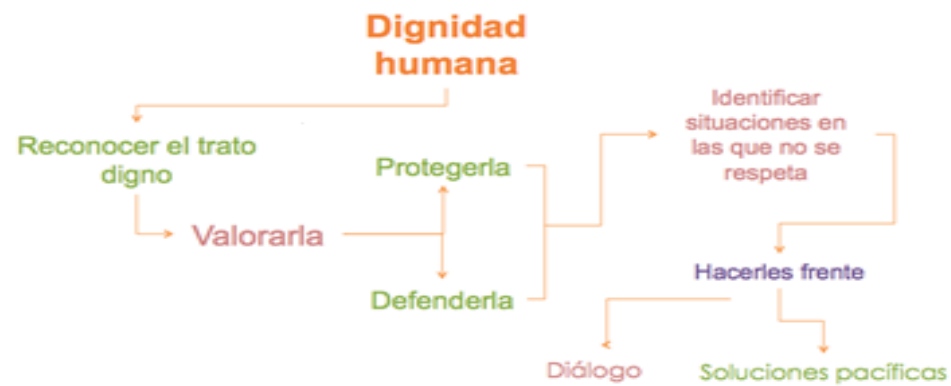 Dignidad
humana
Reconocer el trato
digno
Valorarla
Protegerla
Defenderla
Identificar
situaciones en
las que no se
respeta
Hacerles frente
Diálogo
Soluciones pacíficas